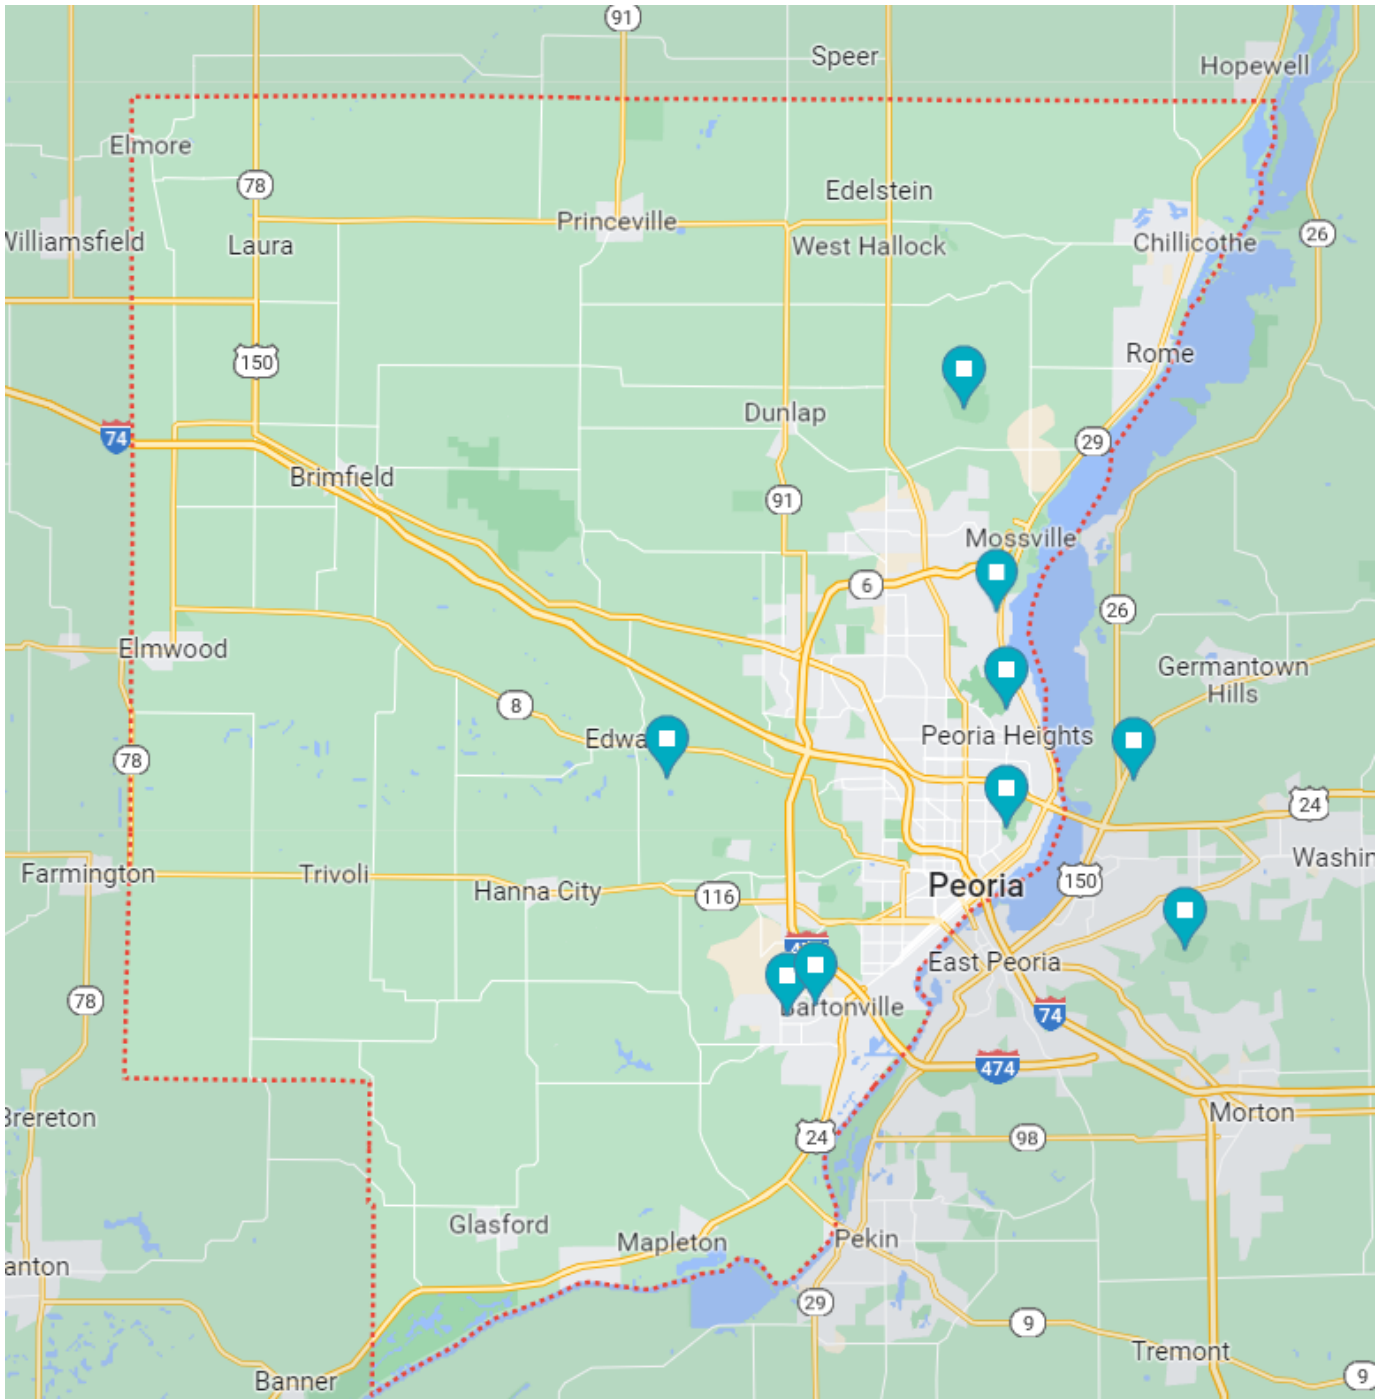 91
Speer
Hopewell
Elmore
78
Edelstein
Princeville
Williamsfield
Laura
West Hallock
Chillicothe
26
150
Rome
Dunlap
74
29
Brimfield
91
Mossville
6
26
Elmwood
Germantown
Hills
8
Edwa
Peoria Heights
78
24
Farmington
Trivoli
Hanna City
116
Peoria
150
Washin
East Peoria
78
Bartonville
74
474
Brereton
24
98
Morton
Glasford
Mapleton
Pekin
anton
29
9
Tremont
Banner
9